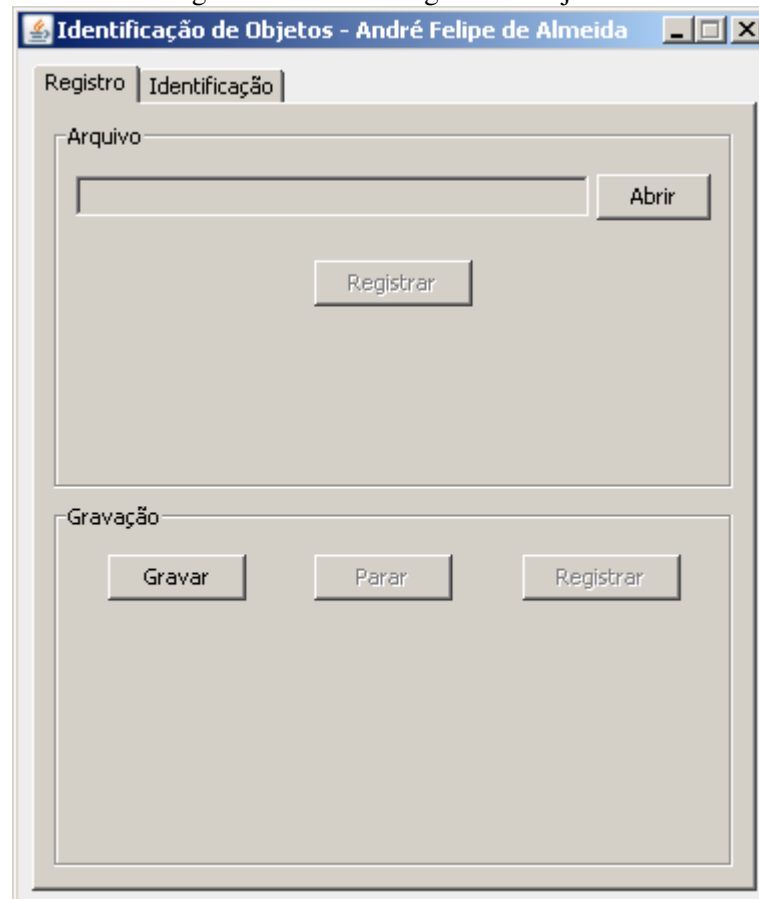 Identificação de Objetos - André Felipe de Almeida
Registro Identificação
Arquivo
Abrir
Registrar
Gravação
Gravar Parar Registrar